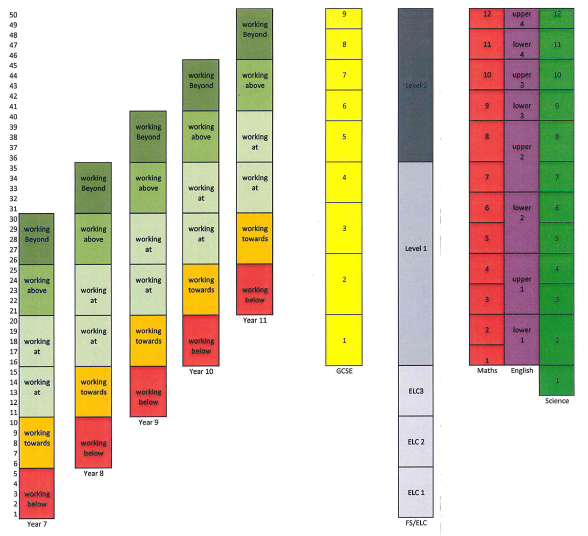 50
49
48
47
46
45
44
43
42
41
40
39
38
37
36
35
34
33
32
31
30
29
28
27
26
25
24
23
22
21
20
19
18
17
16
15
14
13
12
11
10
9
8
7
6
5
4
3
2
1
working
Beyond
working
above
working
at
working
at
working
towards
working
below
Year 7
working
Beyond
working
above
working
at
working
at
working
towards
working
below
Year 8
working
Beyond
working
above
working
at
working
at
working
towards
working
below
Year 9
working
Beyond
working
above
working
at
working
at
working
towards
working
below
Year 10
working
Beyond
working
above
working
at
working
at
working
towards
working
below
Year 11
9
8
7
6
5
4
3
2
1
GCSE
Level 2
Level 1
ELC3
ELC 2
ELC 1
FS/ELC
12
11
10
9
8
7
6
5
4
3
2
1
Maths
upper
4
lower
4
upper
3
lower
3
upper
2
lower
2
upper
1
lower
1
English
12
11
10
9
8
7
6
5
4
3
2
1
Science